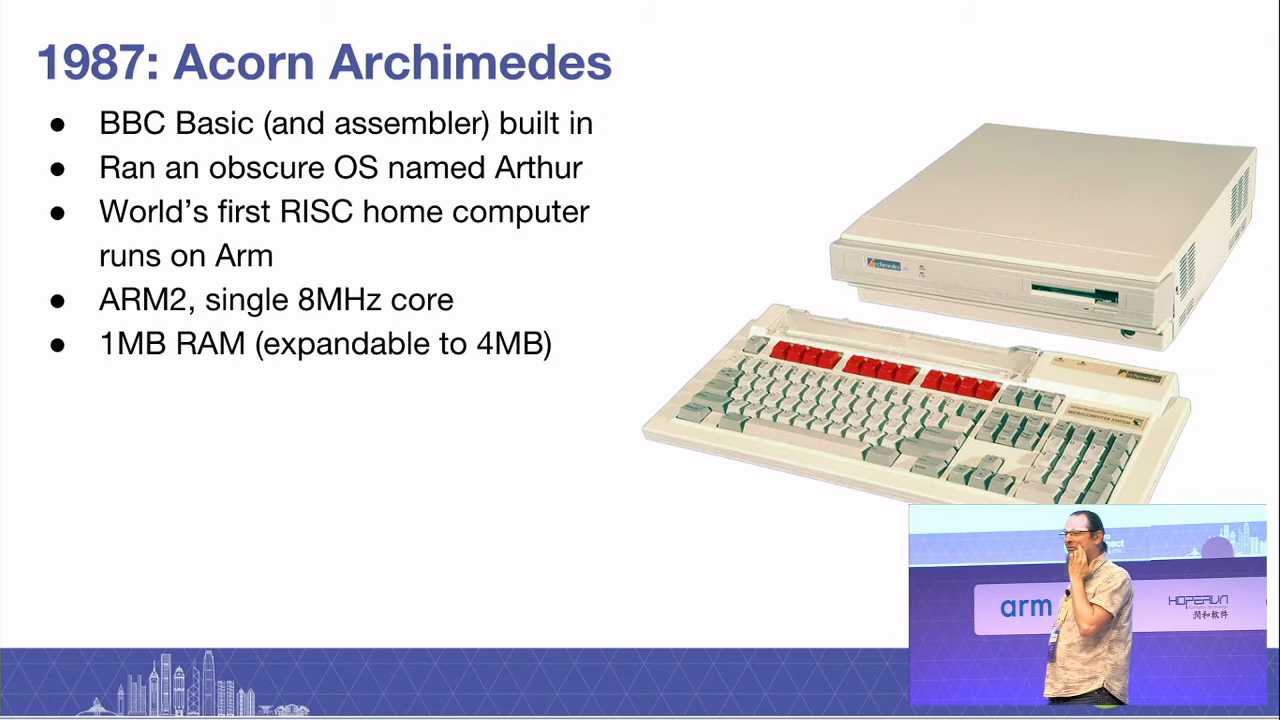 1987: Acorn Archimedes
● BBC Basic (and assembler) built in
● Ran an obscure OS named Arthur
● World's first RISC home computer
runs on Arm
● ARM2, single 8MHz core
● 1MB RAM (expandable to 4MB)
Archimedes
arm
HOPERUN
润和软件